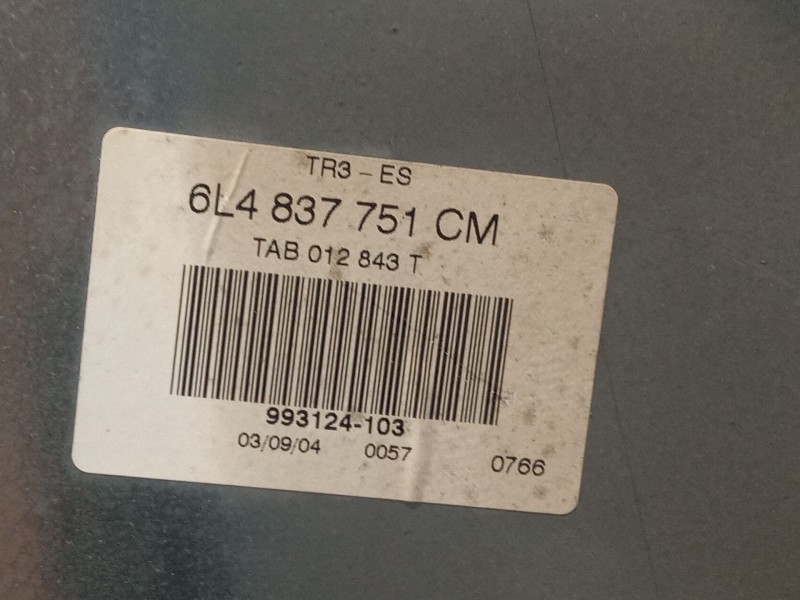 TR3 - ES
6L4 837 751 CM
TAB 012 843 T
993124-103
03/09/04 0057 0766